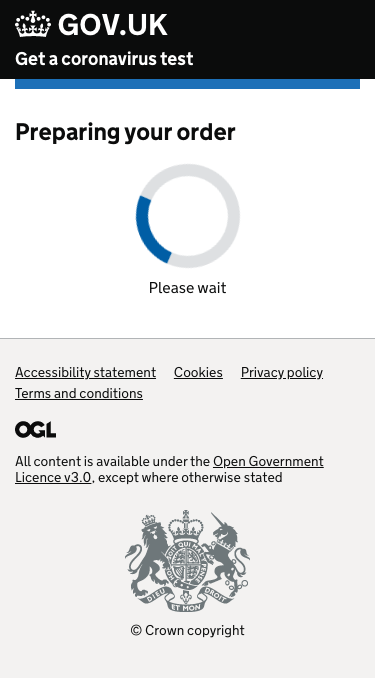 GOV.UK
Get a coronavirus test
Preparing your order
Please wait
Accessibility statement Cookies Privacy policy
Terms and conditions
OGL
All content is available under the Open Government
Licence v3.0, except where otherwise stated
DIEU ET MON DROIT
© Crown copyright